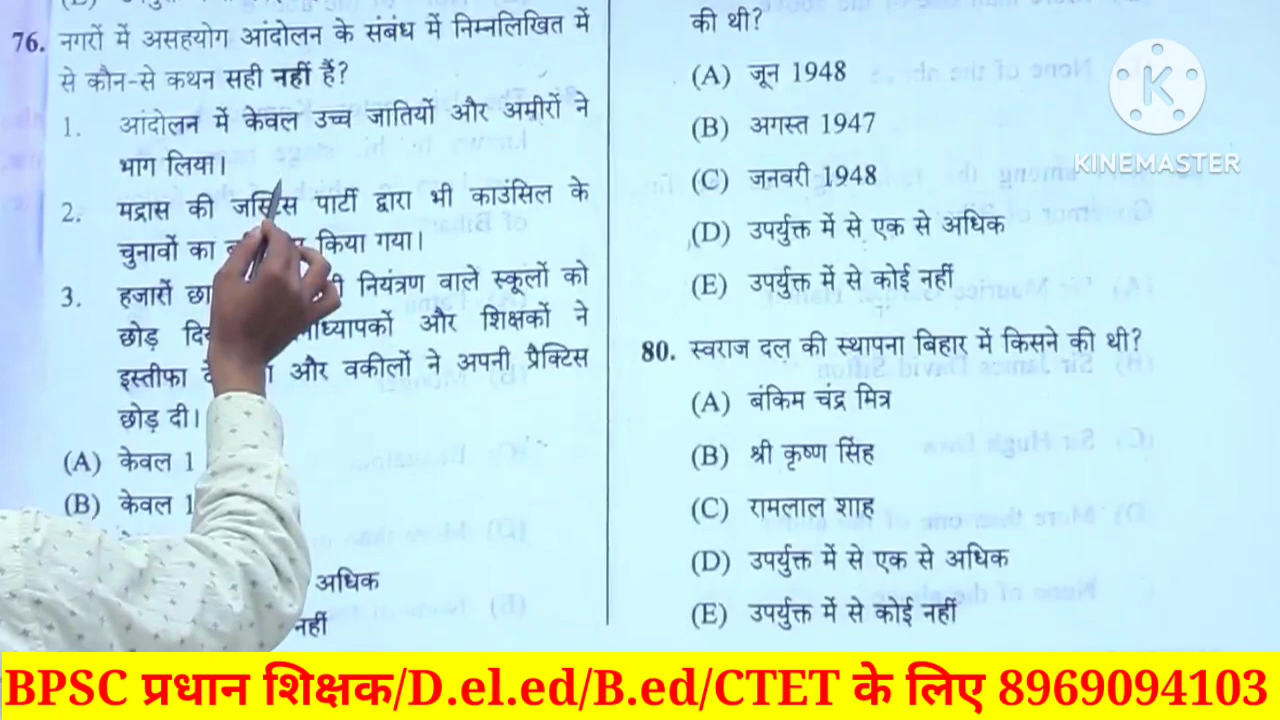 76. नगरों में असहयोग आंदोलन के संबंध में निम्नलिखित में
से कौन-से कथन सही नहीं हैं?
1. आंदोलन में केवल उच्च जातियों और अमीरों ने
भाग लिया।
2. मद्रास की जस्टिस पार्टी द्वारा भी काउंसिल के
चुनावों का किया गया।
3. हजारों नियंत्रण वाले स्कूलों को
छोड़ और शिक्षकों ने
इस्तीफा और वकीलों ने अपनी प्रैक्टिस
छोड़ दी।
(A) केवल 1
(B) केवल 1
अधिक
नहीं
की थी?
(A) जून 1948
(B) अगस्त 1947
(C) जनवरी 1948
(D) उपर्युक्त में से एक से अधिक
(E) उपर्युक्त में से कोई नहीं
80. स्वराज दल की स्थापना बिहार में किसने की थी?
(A) बंकिम चंद्र मित्र
(B) श्री कृष्ण सिंह
(C) रामलाल शाह
(D) उपर्युक्त में से एक से अधिक
(E) उपर्युक्त में से कोई नहीं
K
KINEMASTER
BPSC प्रधान शिक्षक/D.el.ed/B.ed/CTET के लिए 8969094103